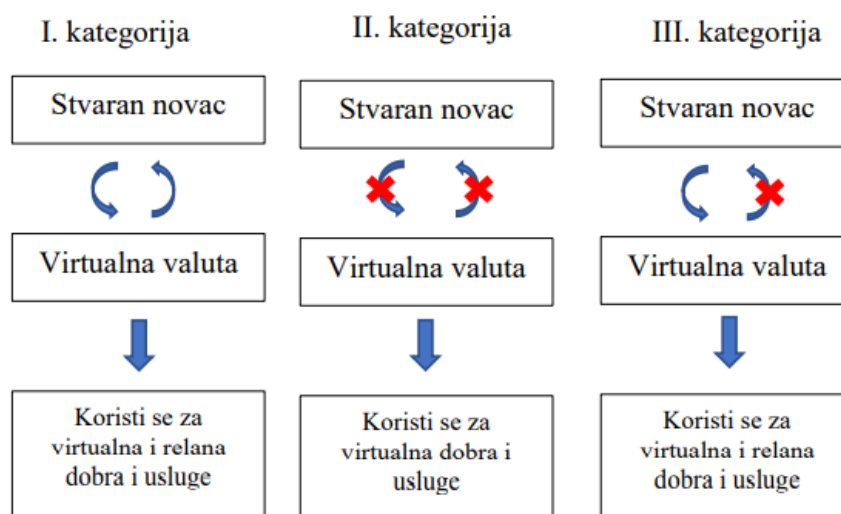 I. kategorija
II. kategorija
III. kategorija
Stvaran novac
Stvaran novac
Stvaran novac
Virtualna valuta
Virtualna valuta
Virtualna valuta
Koristi se za
virtualna i relana
dobra i usluge
Koristi se za
virtualna dobra i
usluge
Koristi se za
virtualna i relana
dobra i usluge